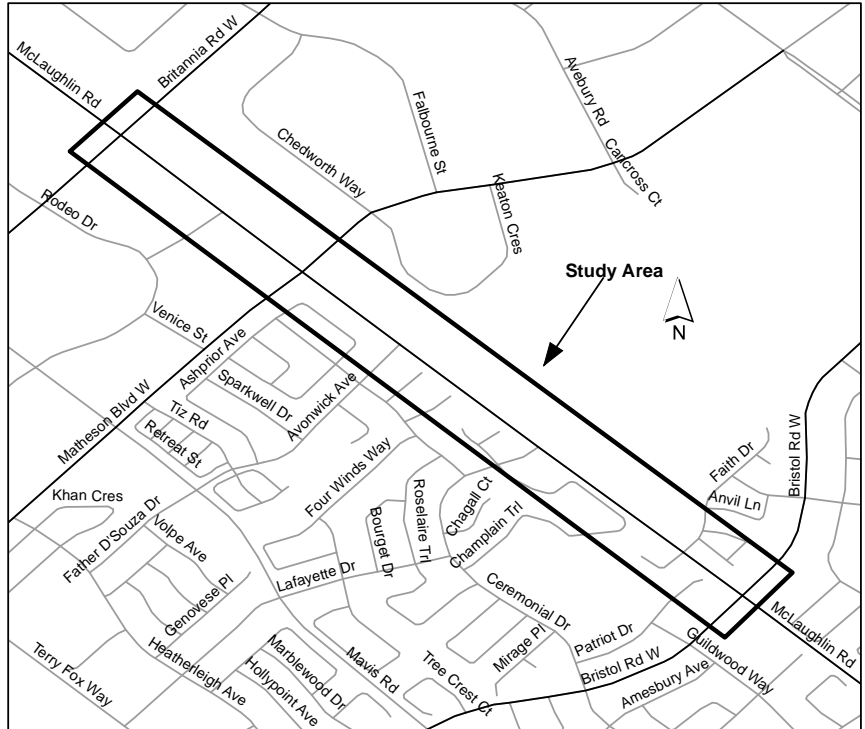 McLaughlin Rd
Britannia Rd W
Avebury Rd
Falbourne St
Cancross Ct
Chedworth Way
Keaton Cres
Rodeo Dr
Study Area
N
Venice St
Ashprior Ave
Sparkwell Dr
Avonwick Ave
Matheson Blvd W
Tiz Rd
Retreat St
Four Winds Way
Bristol Rd W
Faith Dr
Anvil Ln
Khan Cres
Roselaire Trl
Chagall Ct
Father D'Souza Dr
Volpe Ave
Bourget Dr
Champlain Trl
Genovese Pl
Lafayette Dr
Ceremonial Dr
McLaughlin Rd
Patriot Dr
Guildwood Way
Mirage Pl
Terry Fox Way
Heatherleigh Ave
Marblewood Dr
Hollypoint Ave
Mavis Rd
Tree Crest Ct
Bristol Rd W
Amesbury Ave